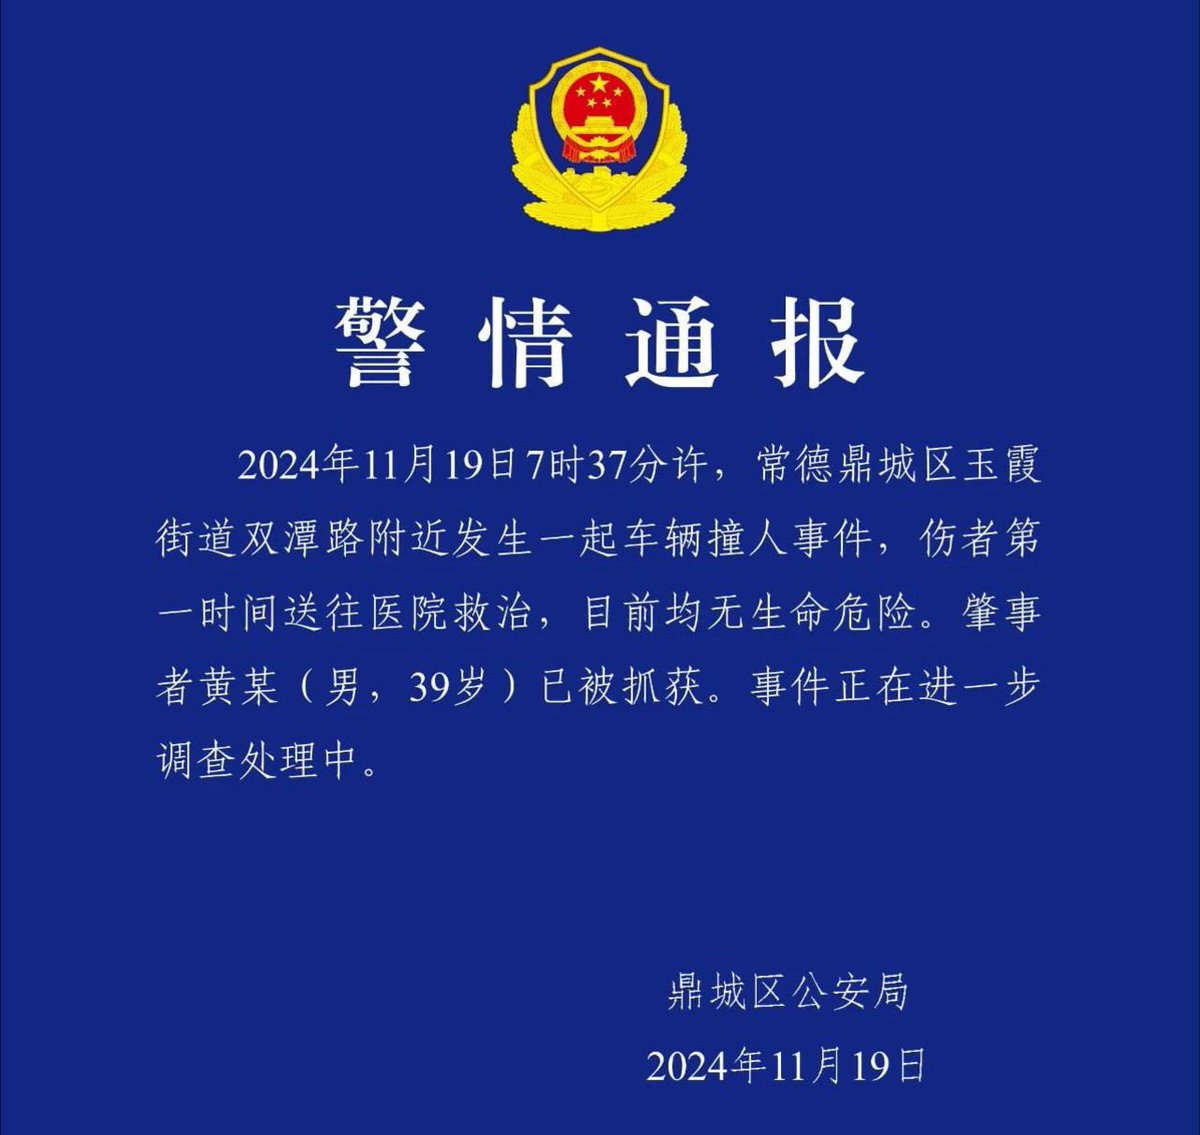 警情通报
2024年11月19日7时37分许，常德鼎城区玉霞
街道双潭路附近发生一起车辆撞人事件，伤者第
一时间送往医院救治，目前均无生命危险。肇事
者黄某（男，39岁）已被抓获。事件正在进一步
调查处理中。
鼎城区公安局
2024年11月19日